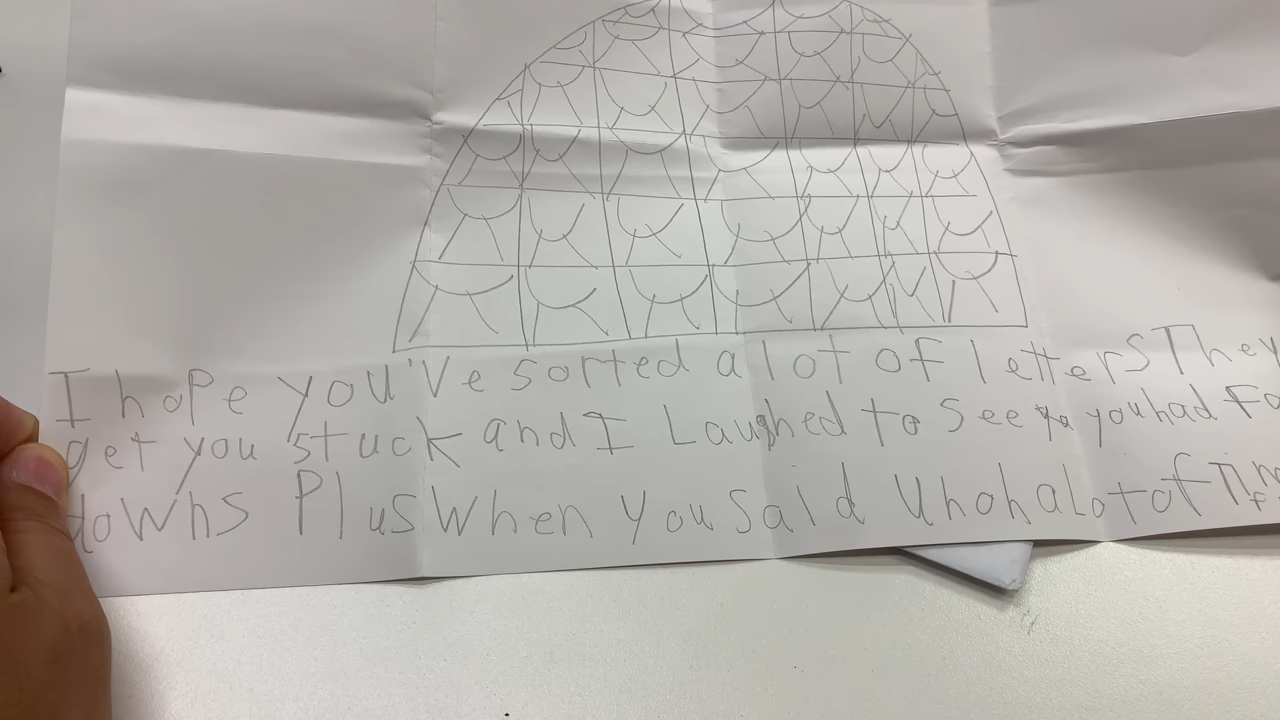 I hope you've sorted a lot of letters They
get you stuck and I Laughed to see you had
downs Plus When you said Uhoh a Lot of